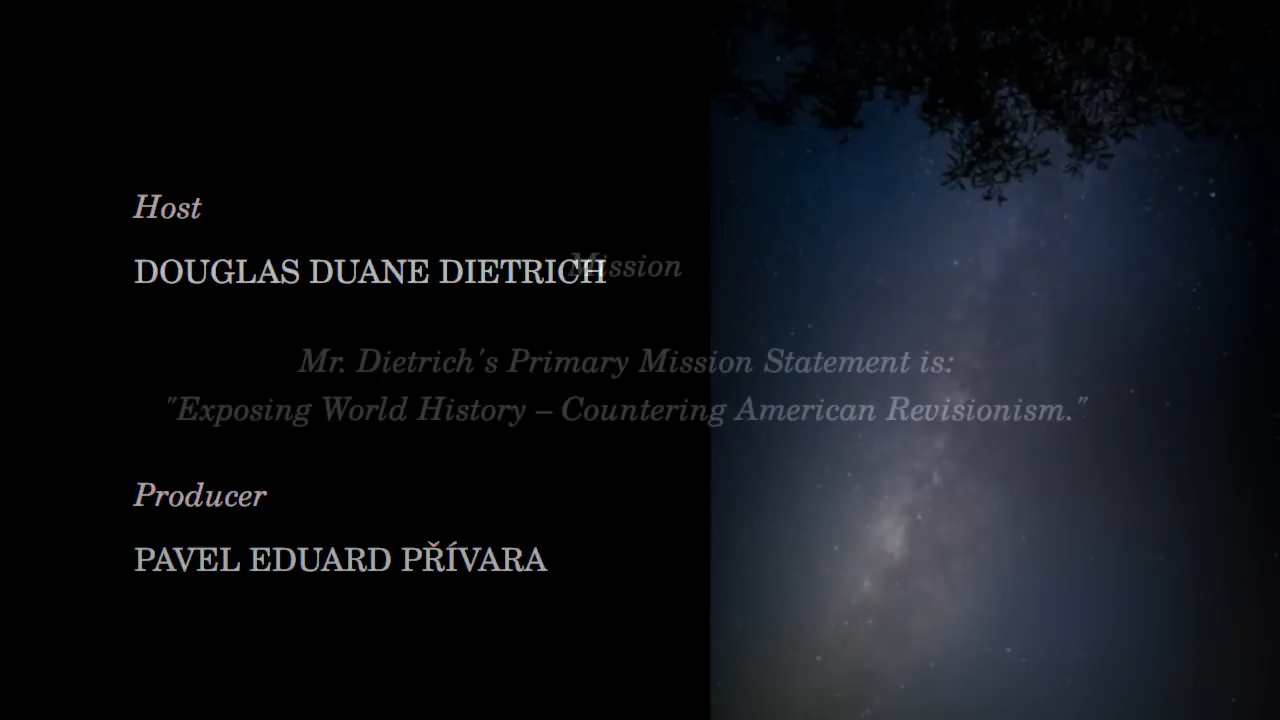 Host
DOUGLAS DUANE DIETRICH
Mission
Mr. Dietrich's Primary Mission Statement is:
"Exposing World History – Countering American Revisionism."
Producer
PAVEL EDUARD PŘÍVARA